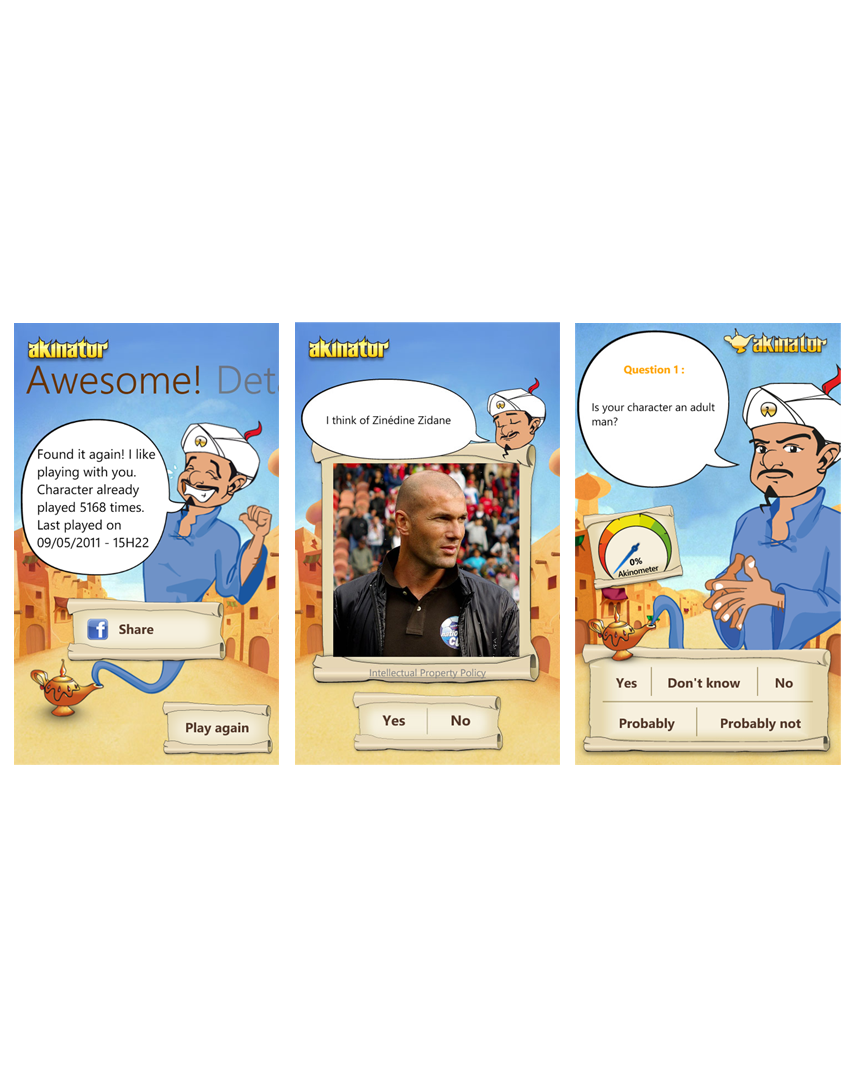 akinator
Awesome! Deta
Found it again! I like
playing with you.
Character already
played 5168 times.
Last played on
09/05/2011 - 15H22
f Share
Play again
akinator
I think of Zinédine Zidane
Intellectual Property Policy
Yes No
akinator
Question 1 :
Is your character an adult
man?
0%
Akinometer
Yes Don't know No
Probably Probably not